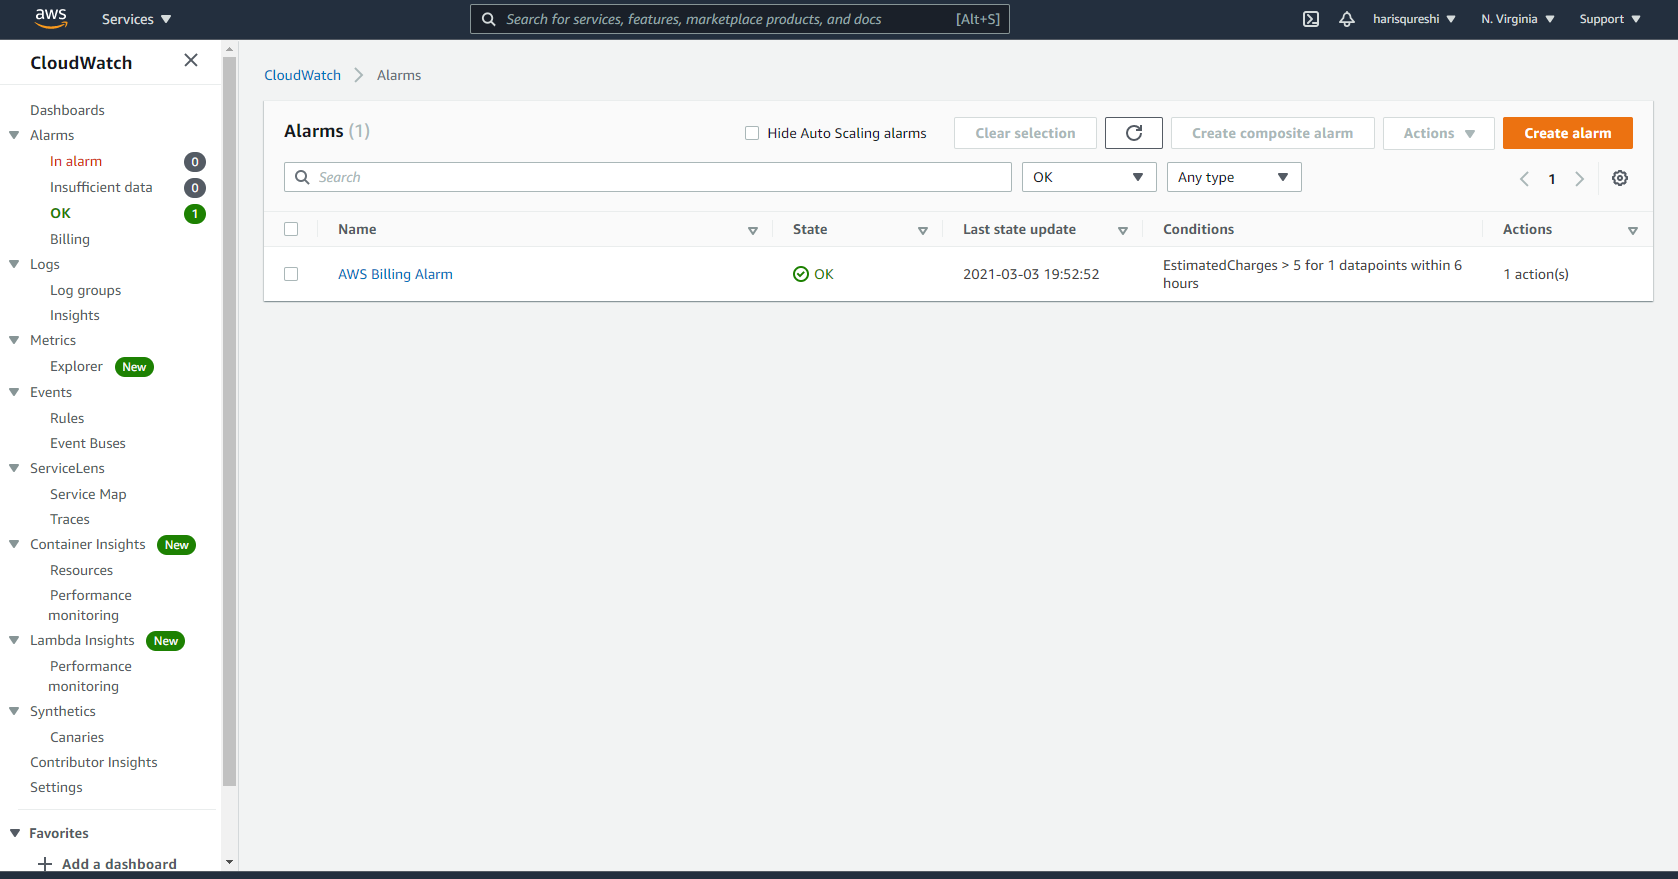 aws
Services
Search for services, features, marketplace products, and docs [Alt+S]
harisqureshi
N. Virginia
Support
CloudWatch
Dashboards
Alarms
In alarm 0
Insufficient data 0
OK 1
Billing
Logs
Log groups
Insights
Metrics
Explorer New
Events
Rules
Event Buses
ServiceLens
Service Map
Traces
Container Insights New
Resources
Performance
monitoring
Lambda Insights New
Performance
monitoring
Synthetics
Canaries
Contributor Insights
Settings
Favorites
Add a dashboard
CloudWatch > Alarms
Alarms (1)
Hide Auto Scaling alarms
Clear selection
Create composite alarm
Actions
Create alarm
Search
OK
Any type
1
Name State Last state update Conditions Actions
AWS Billing Alarm OK 2021-03-03 19:52:52 EstimatedCharges > 5 for 1 datapoints within 6
hours
1 action(s)